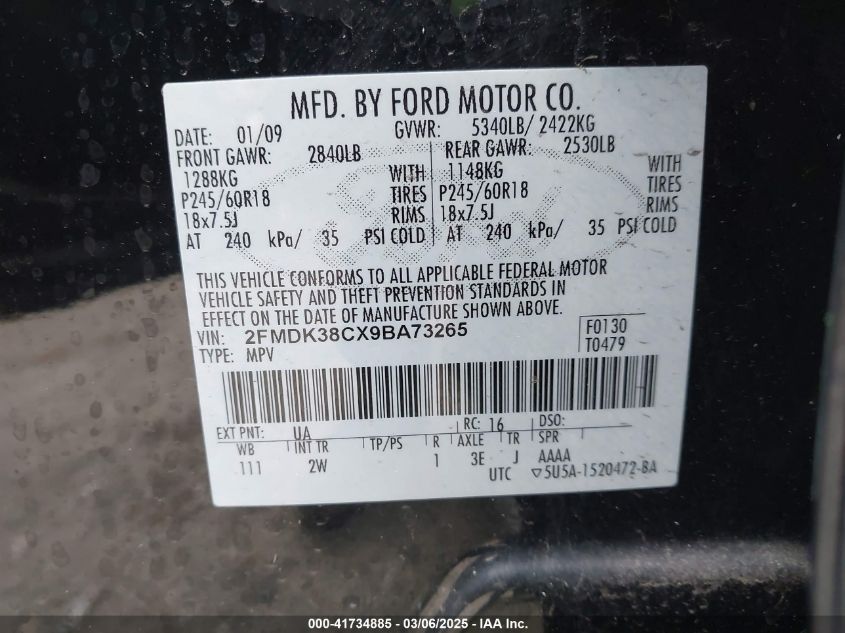 MFD. BY FORD MOTOR CO.
DATE: 01/09 GVWR: 5340LB/ 2422KG
FRONT GAWR: 2840LB REAR GAWR: 2530LB
1288KG WITH 1148KG WITH
P245/60R18 TIRES P245/60R18 TIRES
18x7.5J RIMS 18x7.5J RIMS
AT 240 kPa/ 35 PSI COLD AT 240 kPa/ 35 PSI COLD
THIS VEHICLE CONFORMS TO ALL APPLICABLE FEDERAL MOTOR
VEHICLE SAFETY AND THEFT PREVENTION STANDARDS IN
EFFECT ON THE DATE OF MANUFACTURE SHOWN ABOVE.
VIN: 2FMDK38CX9BA73265 F0130
TYPE: MPV T0479
EXT PNT: UA RC: 16 DSO:
WB INT TR TP/PS R AXLE TR SPR
111 2W 1 3E J AAAA
UTC ▽5U5A-1520472-BA
000-41734885 - 03/06/2025 - IAA Inc.